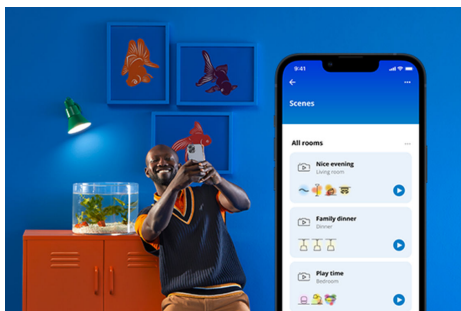 9:41
Scenes
All rooms
Nice evening
Living room
Family dinner
Dinner
Play time
Bedroom